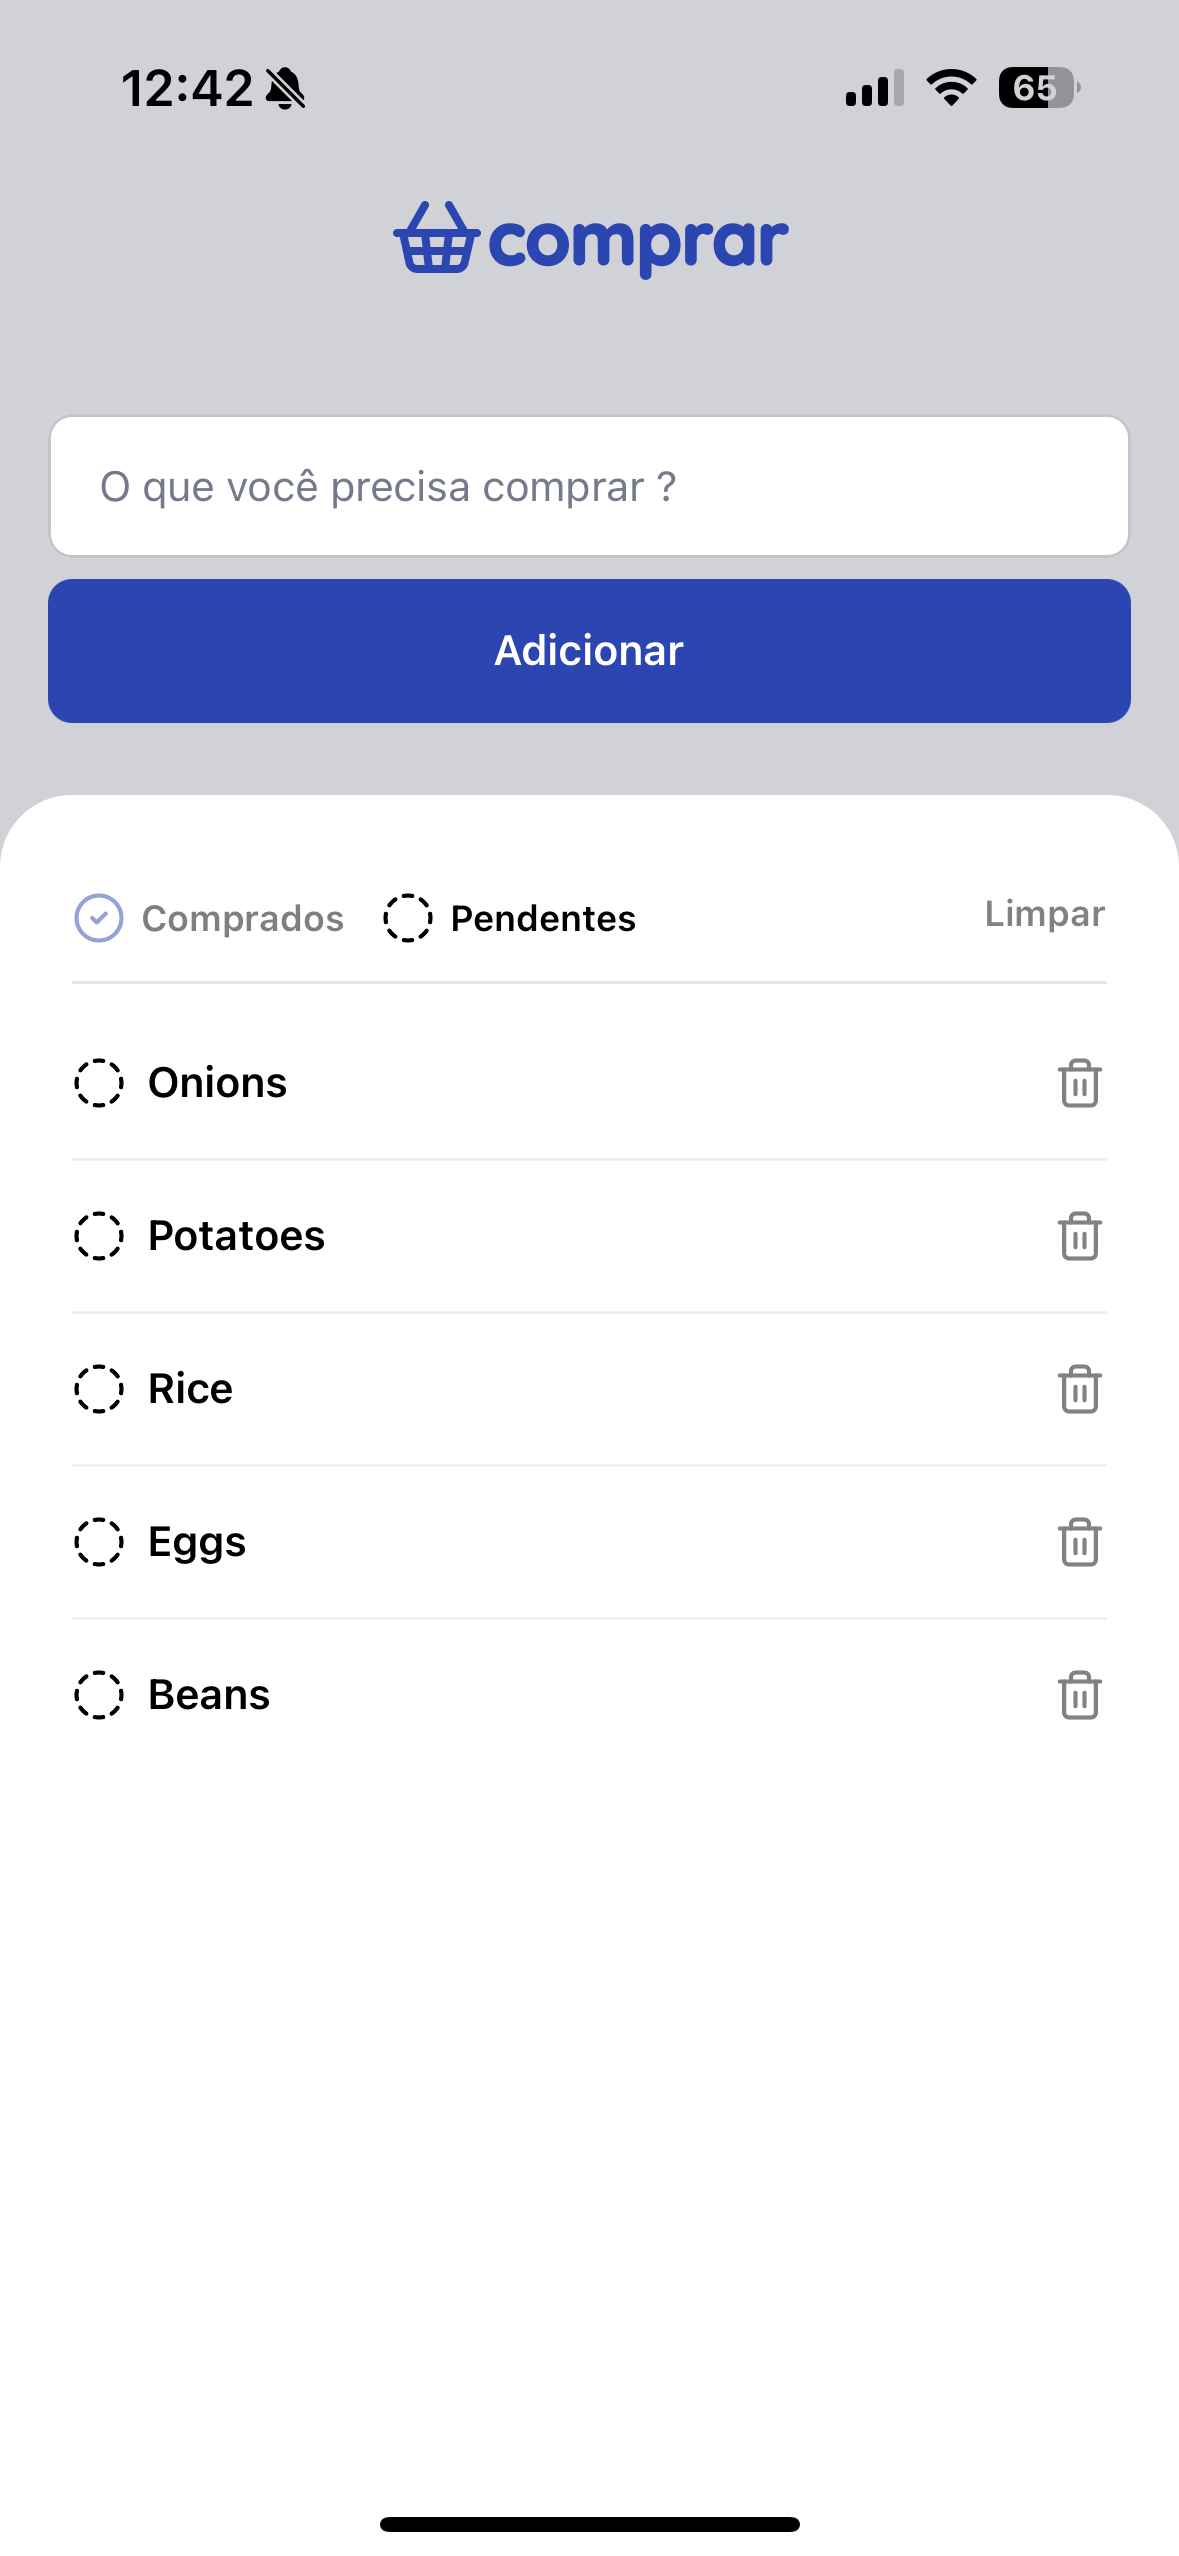 12:42 65
comprar
O que você precisa comprar ?
Adicionar
Comprados Pendentes Limpar
Onions
Potatoes
Rice
Eggs
Beans